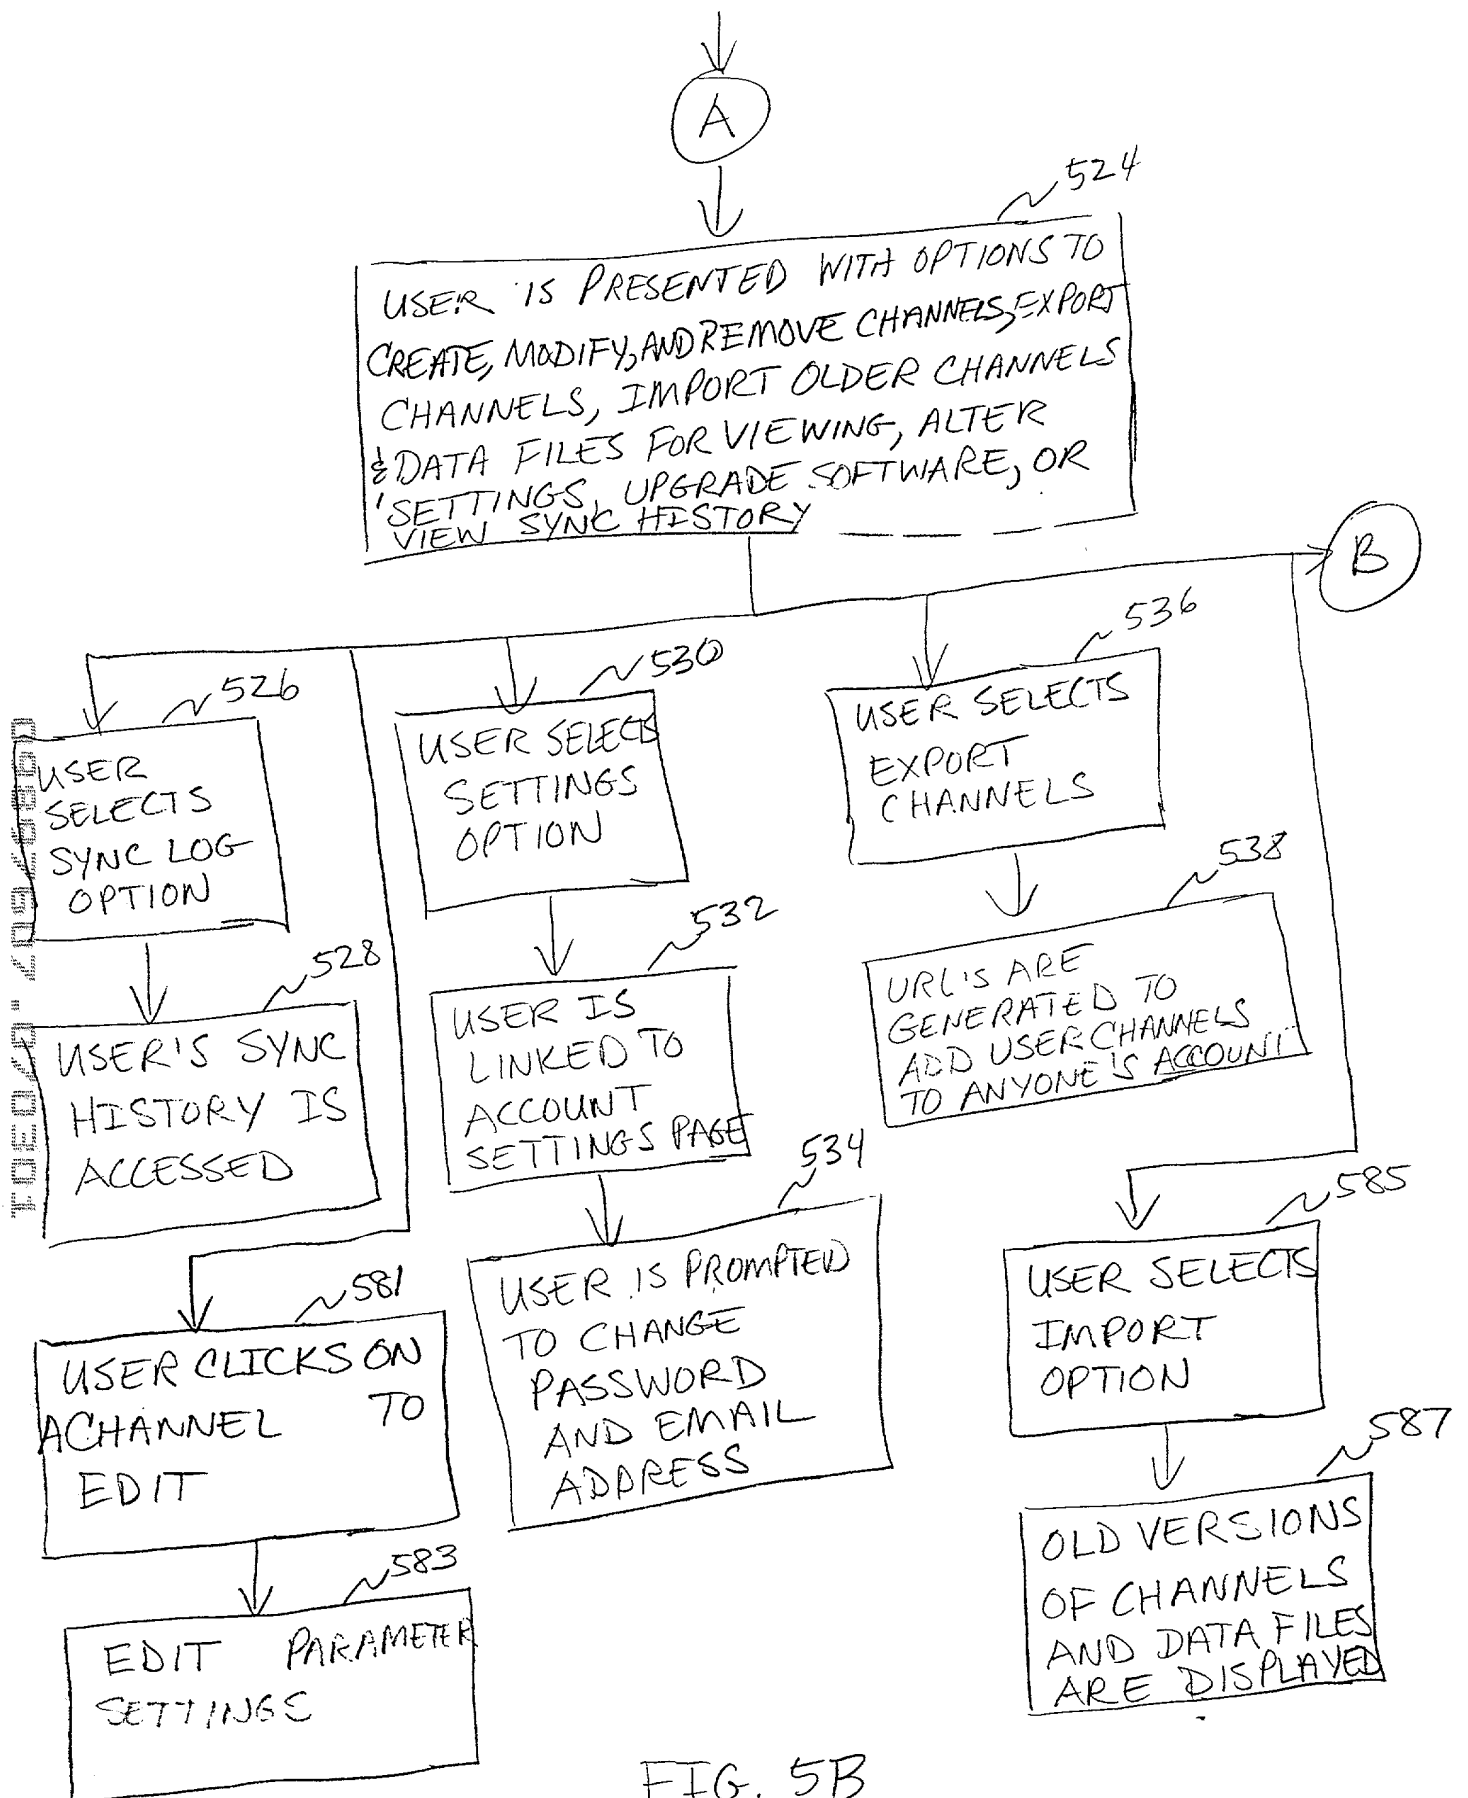 A
524
USER IS PRESENTED WITH OPTIONS TO
CREATE, MODIFY, AND REMOVE CHANNELS, EXPORT
CHANNELS, IMPORT OLDER CHANNELS
& DATA FILES FOR VIEWING, ALTER
SETTINGS, UPGRADE SOFTWARE, OR
VIEW SYNC HISTORY
B
526
USER
SELECTS
SYNC LOG
OPTION
528
USER'S SYNC
HISTORY IS
ACCESSED
581
USER CLICKS ON
A CHANNEL TO
EDIT
583
EDIT PARAMETER
SETTINGS
530
USER SELECTS
SETTINGS
OPTION
532
USER IS
LINKED TO
ACCOUNT
SETTINGS PAGE
534
USER IS PROMPTED
TO CHANGE
PASSWORD
AND EMAIL
ADDRESS
536
USER SELECTS
EXPORT
CHANNELS
538
URL'S ARE
GENERATED TO
ADD USER CHANNELS
TO ANYONE'S ACCOUNT
585
USER SELECTS
IMPORT
OPTION
587
OLD VERSIONS
OF CHANNELS
AND DATA FILES
ARE DISPLAYED
FIG. 5B